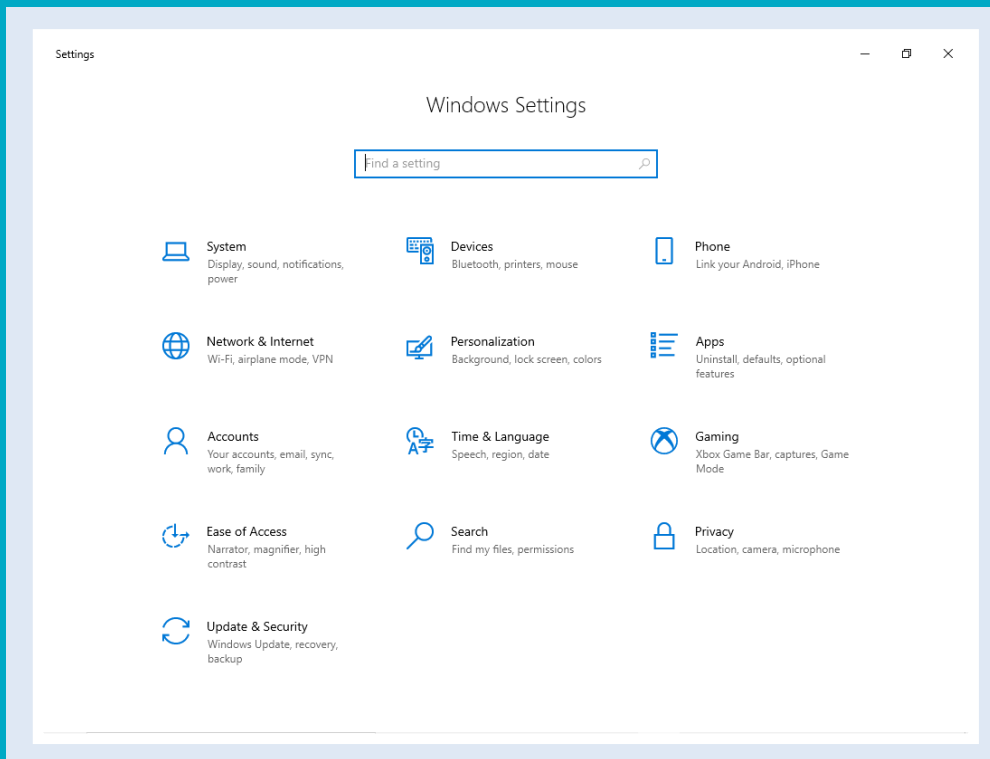 Settings
Windows Settings
Find a setting
System
Display, sound, notifications,
power
Devices
Bluetooth, printers, mouse
Phone
Link your Android, iPhone
Network & Internet
Wi-Fi, airplane mode, VPN
Personalization
Background, lock screen, colors
Apps
Uninstall, defaults, optional
features
Accounts
Your accounts, email, sync,
work, family
Time & Language
Speech, region, date
Gaming
Xbox Game Bar, captures, Game
Mode
Ease of Access
Narrator, magnifier, high
contrast
Search
Find my files, permissions
Privacy
Location, camera, microphone
Update & Security
Windows Update, recovery,
backup